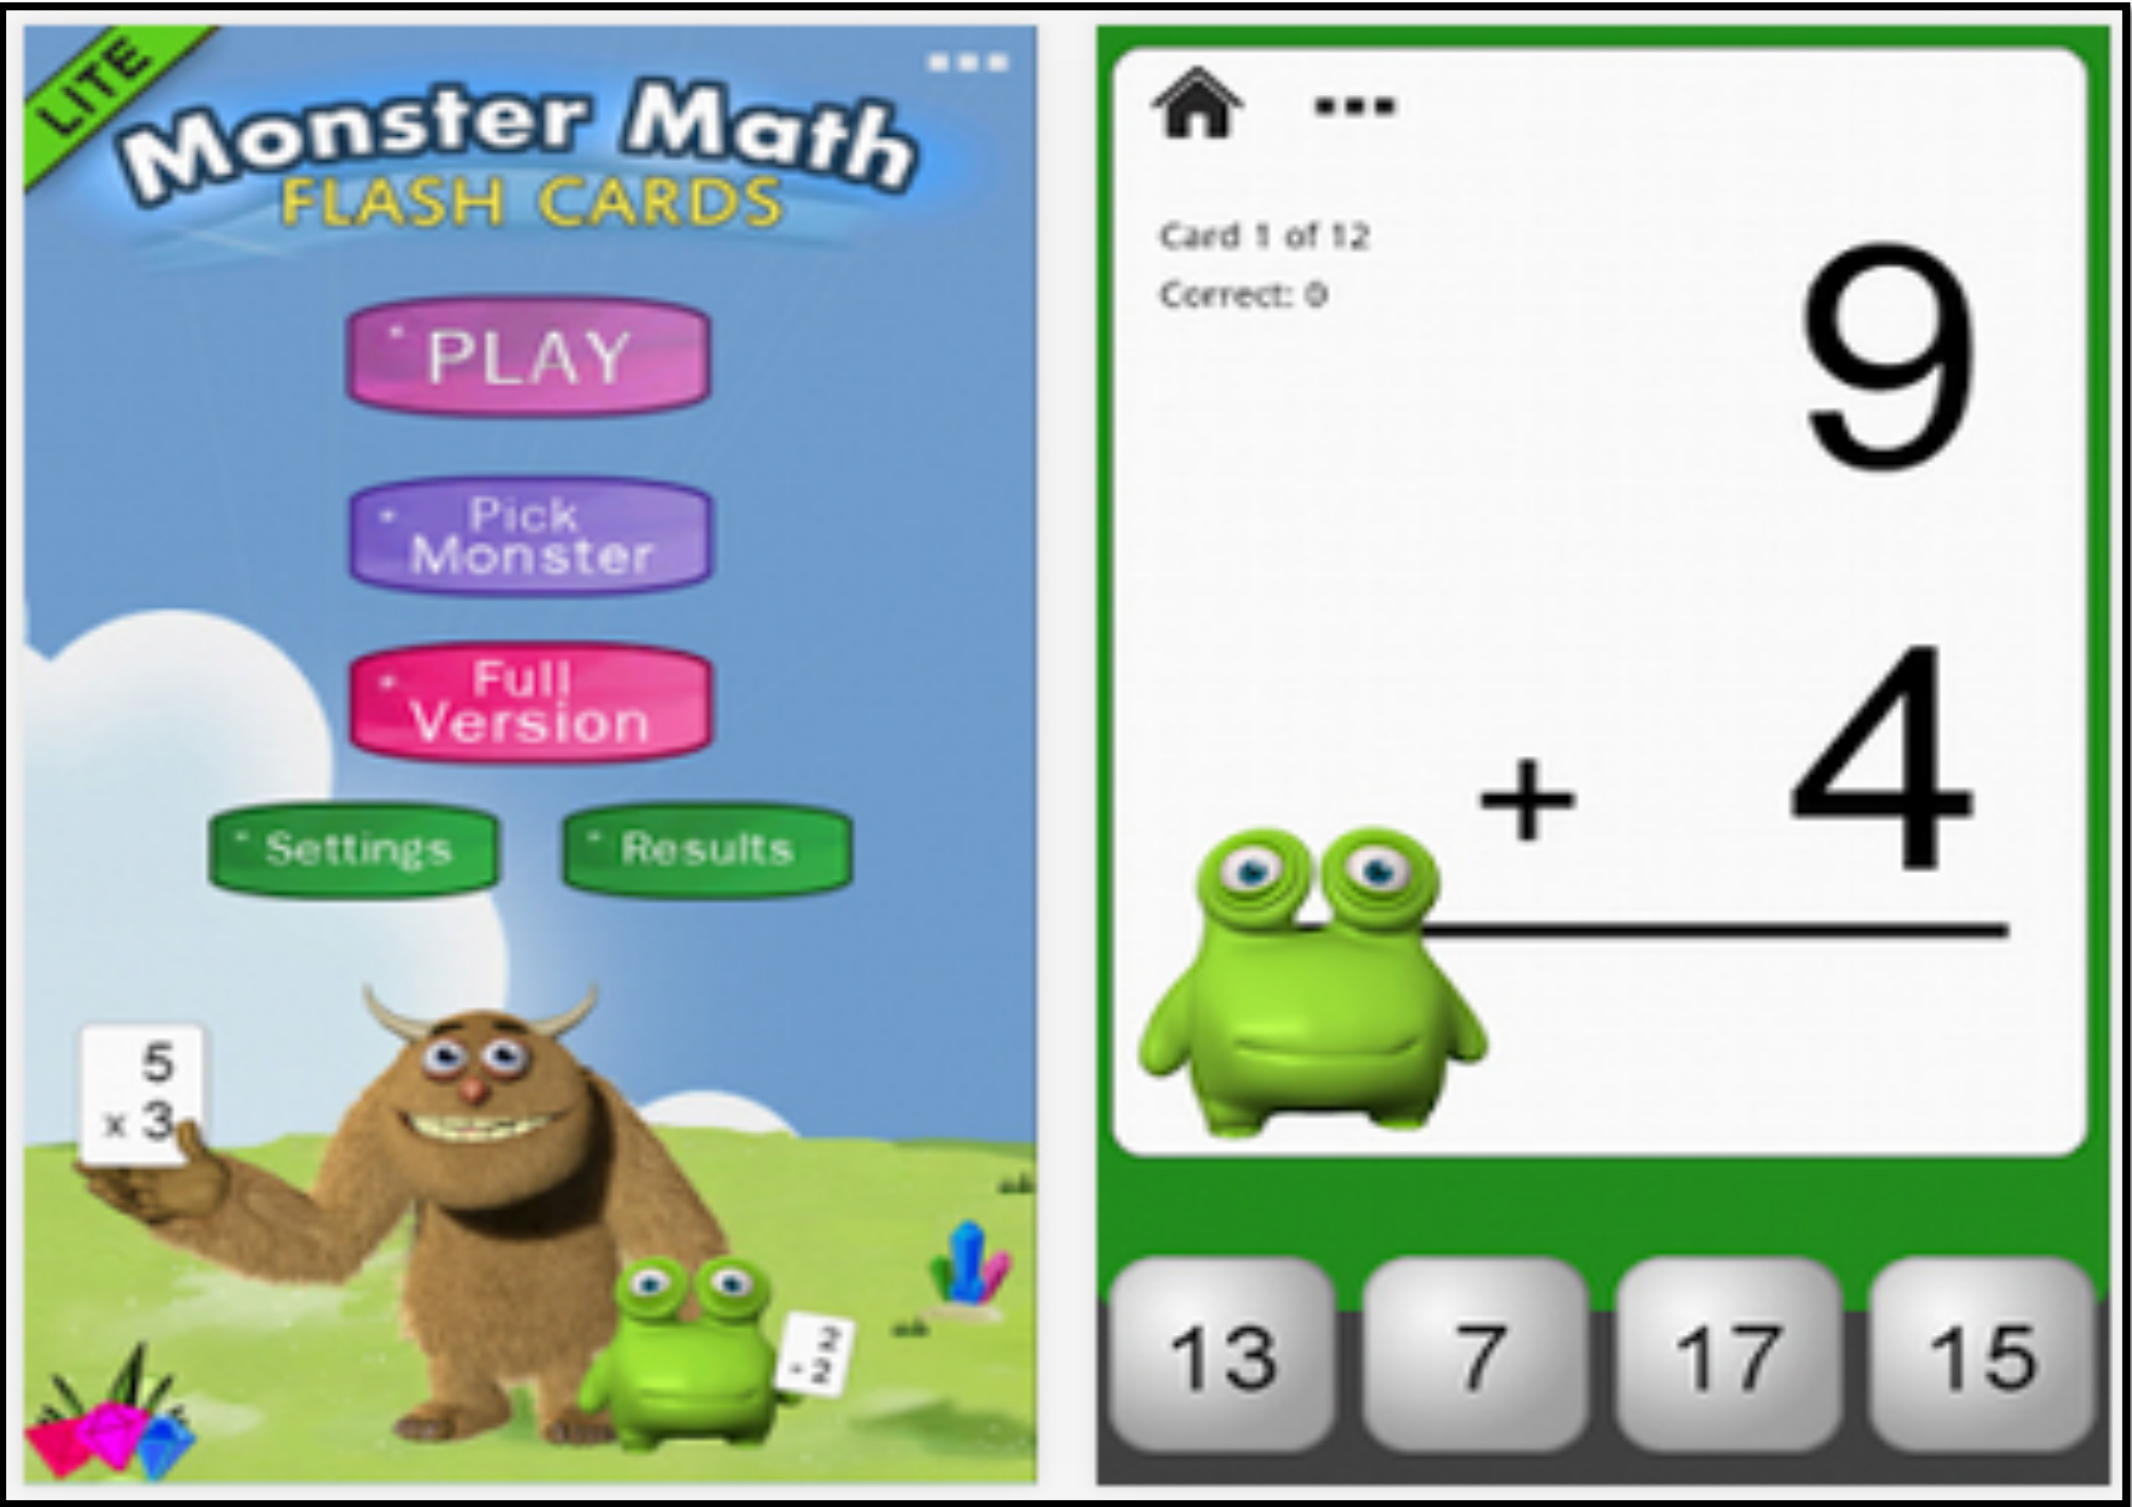 LITE
Monster Math
FLASH CARDS
PLAY
Pick
Monster
Full
Version
Settings
Results
5
x 3
2
- 2
Card 1 of 12
Correct: 0
9
+ 4
13 7 17 15